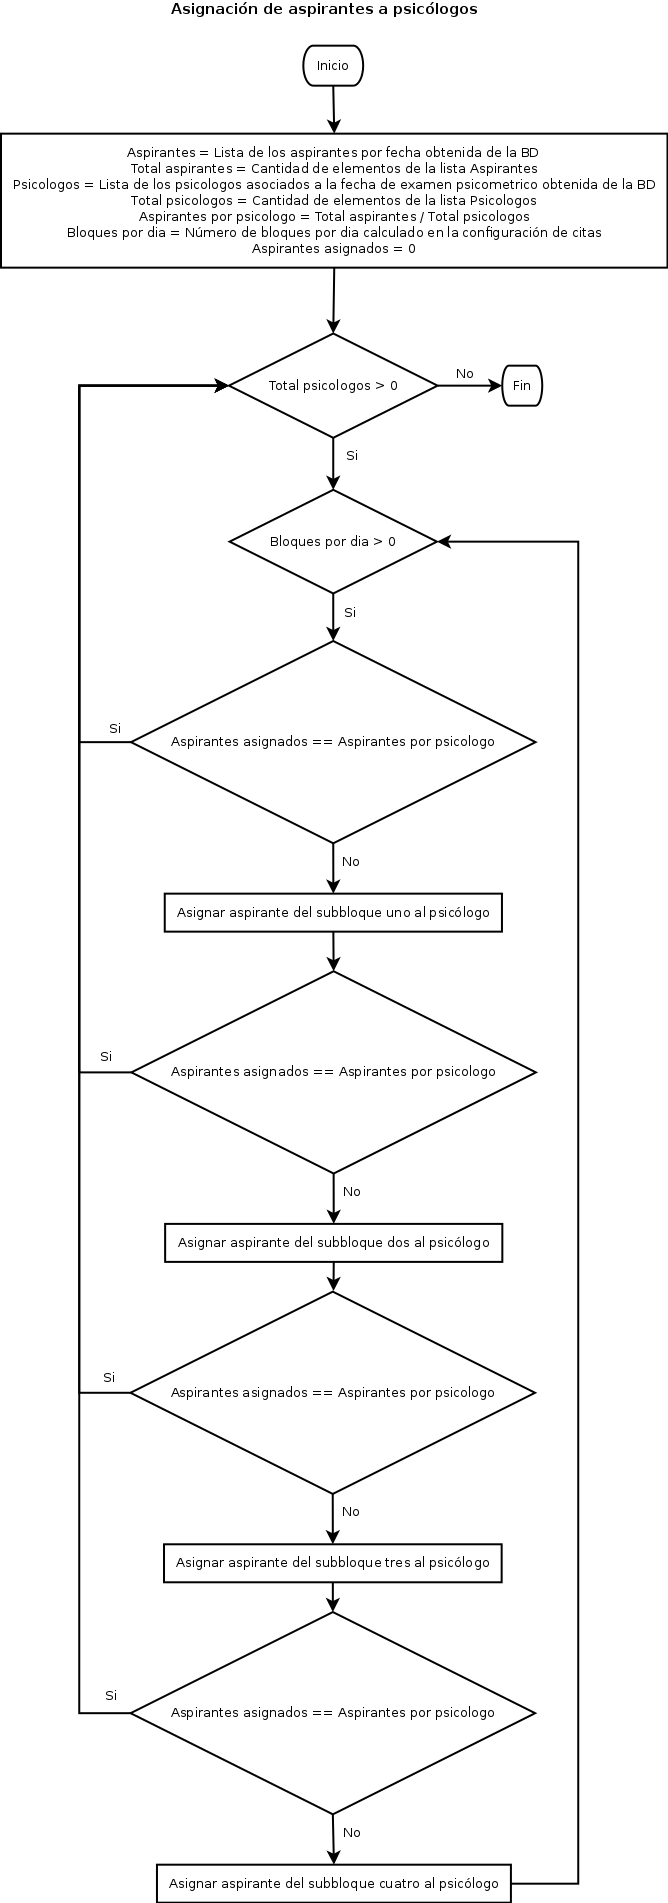 Asignación de aspirantes a psicólogos
Inicio
Aspirantes = Lista de los aspirantes por fecha obtenida de la BD
Total aspirantes = Cantidad de elementos de la lista Aspirantes
Psicologos = Lista de los psicologos asociados a la fecha de examen psicometrico obtenida de la BD
Total psicologos = Cantidad de elementos de la lista Psicologos
Aspirantes por psicologo = Total aspirantes / Total psicologos
Bloques por dia = Número de bloques por dia calculado en la configuración de citas
Aspirantes asignados = 0
Total psicologos > 0
No
Fin
Si
Bloques por dia > 0
Si
Aspirantes asignados == Aspirantes por psicologo
Si
No
Asignar aspirante del subbloque uno al psicólogo
Aspirantes asignados == Aspirantes por psicologo
Si
No
Asignar aspirante del subbloque dos al psicólogo
Aspirantes asignados == Aspirantes por psicologo
Si
No
Asignar aspirante del subbloque tres al psicólogo
Aspirantes asignados == Aspirantes por psicologo
Si
No
Asignar aspirante del subbloque cuatro al psicólogo